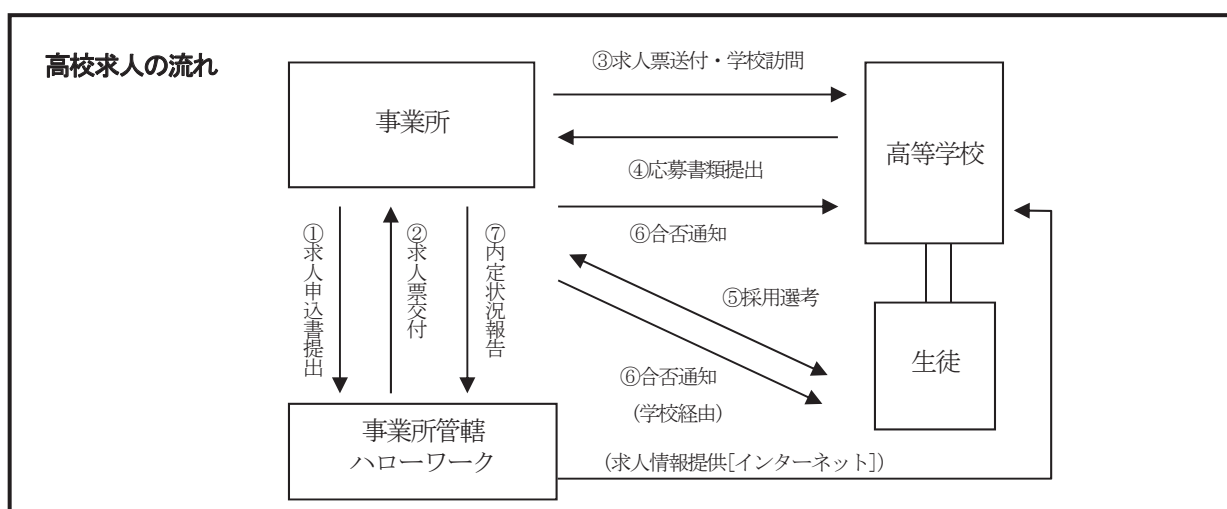 高校求人の流れ
③求人票送付・学校訪問
事業所
高等学校
④応募書類提出
⑥合否通知
①求人申込書提出
②求人票交付
⑦内定状況報告
⑤採用選考
生徒
⑥合否通知
(学校経由)
事業所管轄
ハローワーク
(求人情報提供[インターネット])